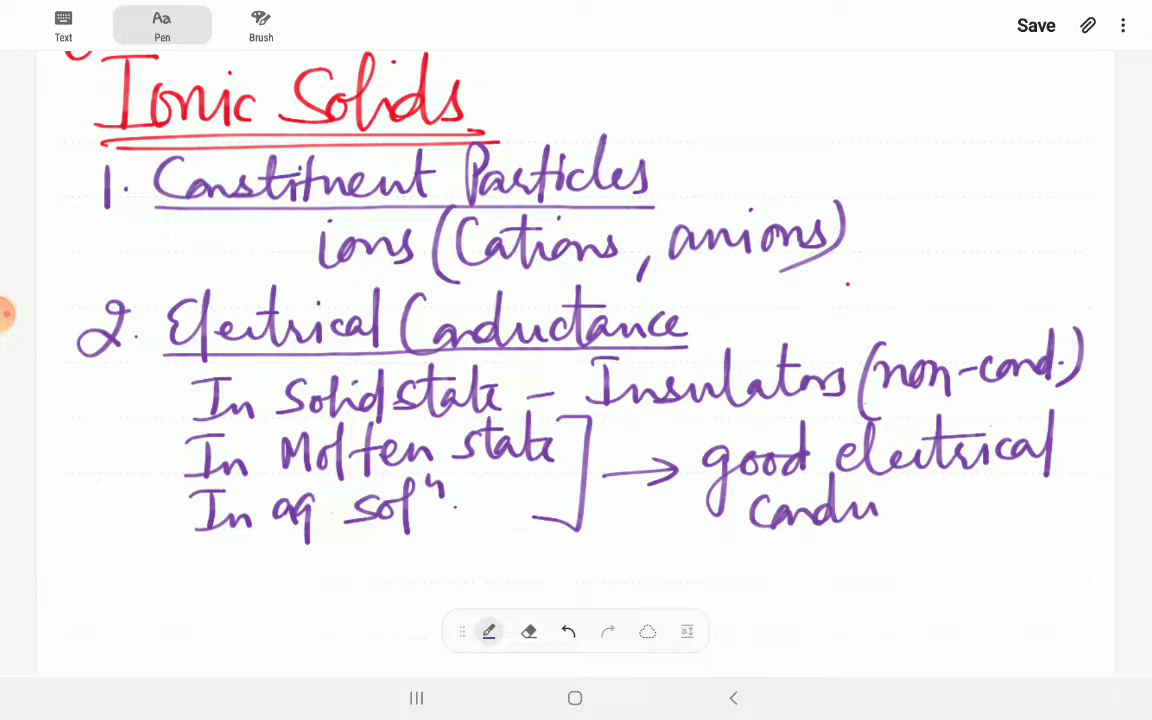 Text
Aa
Pen
Brush
Save
Ionic Solids
1. Constituent Particles
ions (Cations, anions)
2. Electrical Conductance
In Solid state - Insulators (non-cond.)
In Molten state
In aq solⁿ.
→ good electrical
condu